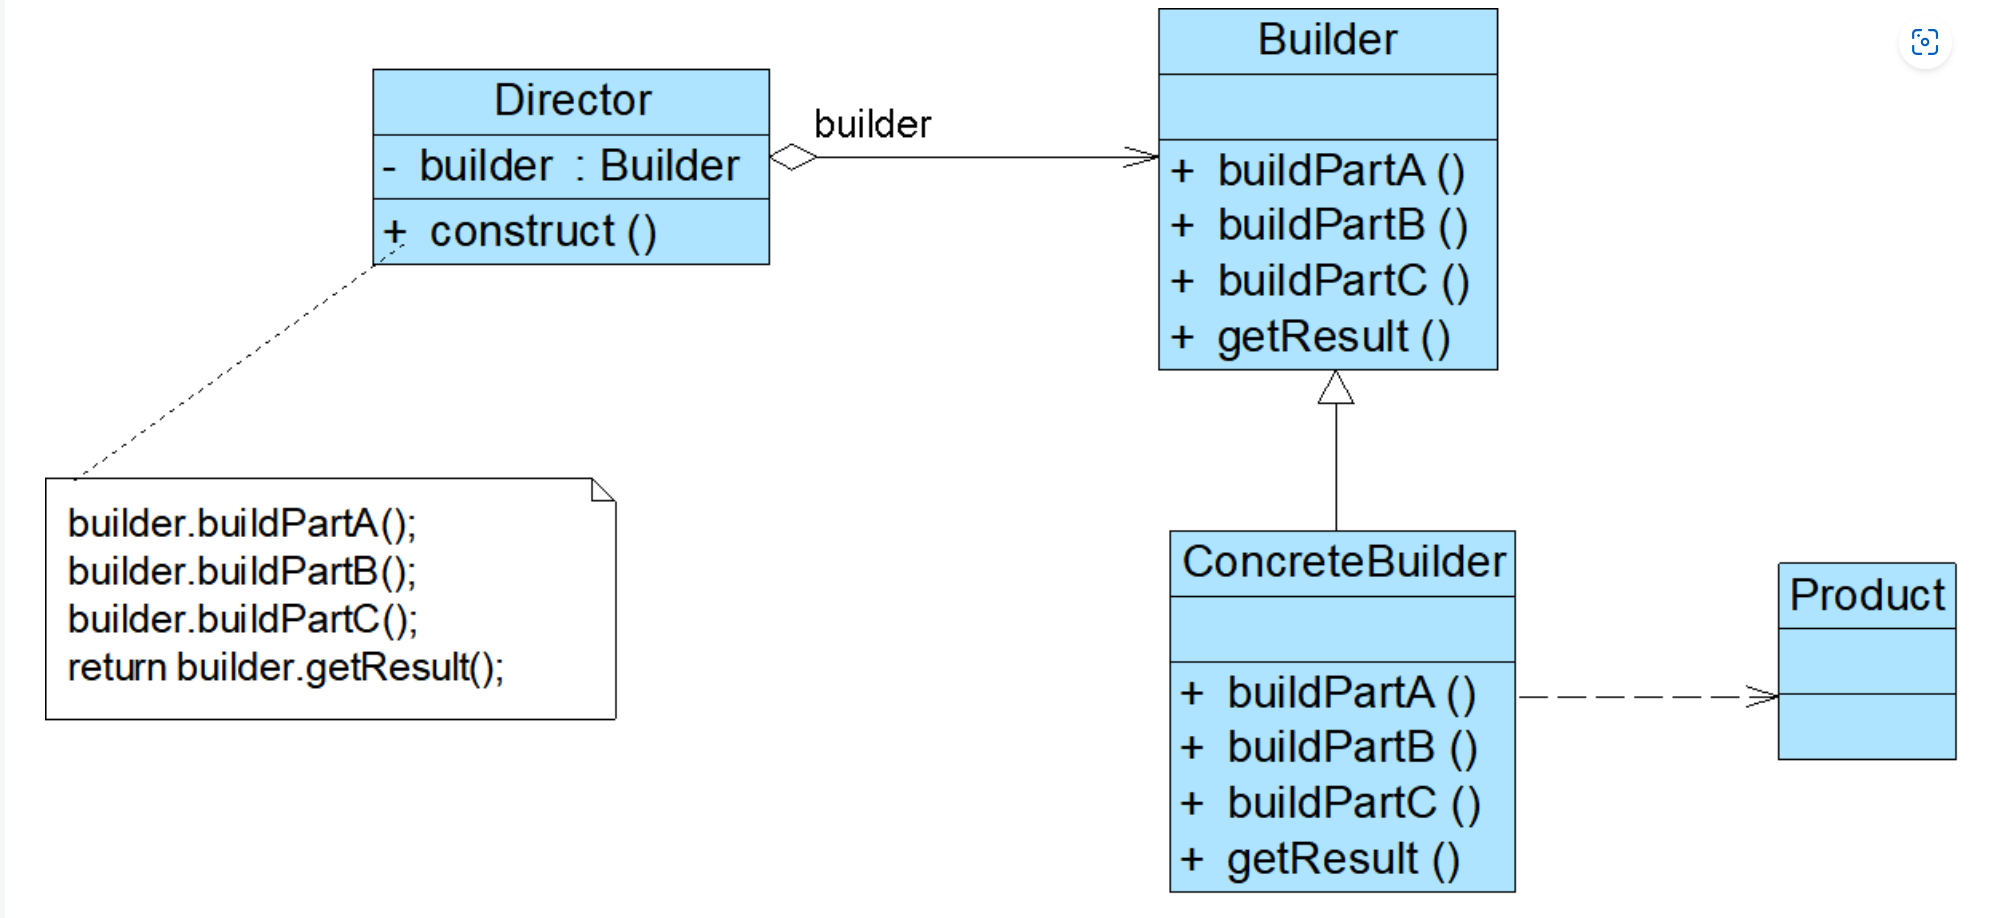 Director
- builder : Builder
+ construct ()
builder
Builder
+ buildPartA ()
+ buildPartB ()
+ buildPartC ()
+ getResult ()
builder.buildPartA();
builder.buildPartB();
builder.buildPartC();
return builder.getResult();
ConcreteBuilder
+ buildPartA ()
+ buildPartB ()
+ buildPartC ()
+ getResult ()
Product